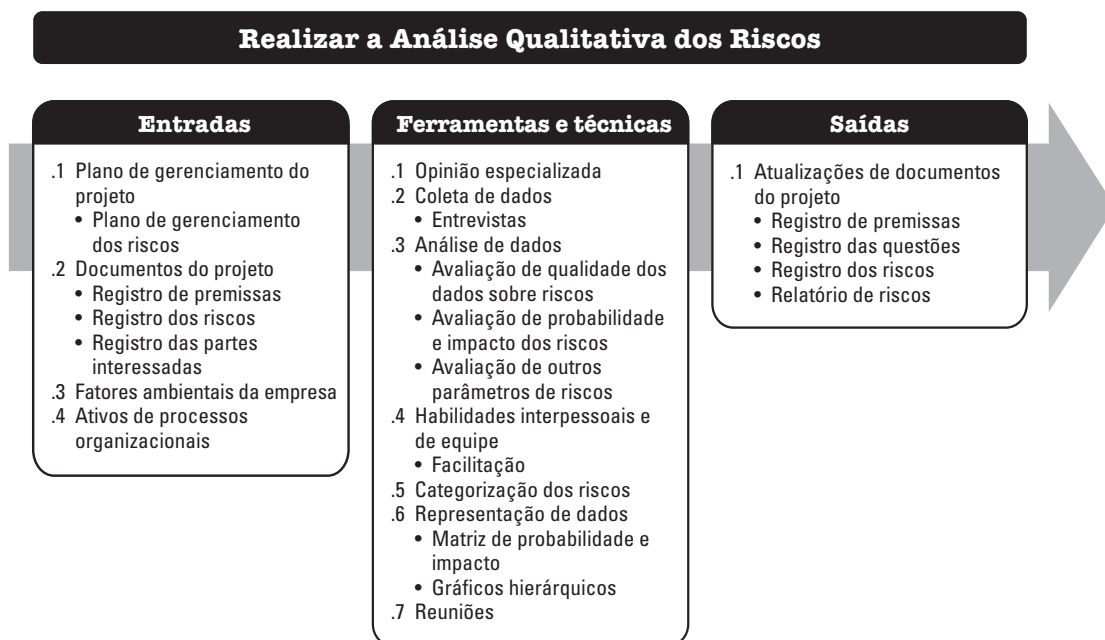 Realizar a Análise Qualitativa dos Riscos
Entradas
.1 Plano de gerenciamento do
projeto
• Plano de gerenciamento
dos riscos
.2 Documentos do projeto
• Registro de premissas
• Registro dos riscos
• Registro das partes
interessadas
.3 Fatores ambientais da empresa
.4 Ativos de processos
organizacionais
Ferramentas e técnicas
.1 Opinião especializada
.2 Coleta de dados
• Entrevistas
.3 Análise de dados
• Avaliação de qualidade dos
dados sobre riscos
• Avaliação de probabilidade
e impacto dos riscos
• Avaliação de outros
parâmetros de riscos
.4 Habilidades interpessoais e
de equipe
• Facilitação
.5 Categorização dos riscos
.6 Representação de dados
• Matriz de probabilidade e
impacto
• Gráficos hierárquicos
.7 Reuniões
Saídas
.1 Atualizações de documentos
do projeto
• Registro de premissas
• Registro das questões
• Registro dos riscos
• Relatório de riscos